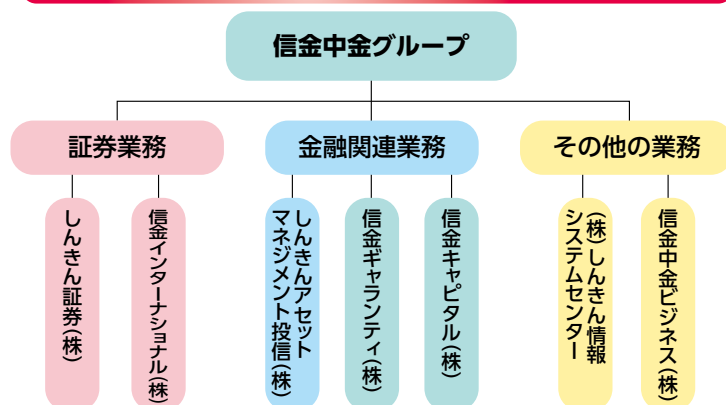 信金中金グループ
証券業務
しんきん証券(株)
信金インターナショナル(株)
金融関連業務
しんきんアセット
マネジメント投信(株)
信金ギャランティ(株)
信金キャピタル(株)
その他の業務
(株)しんきん情報
システムセンター
信金中金ビジネス(株)